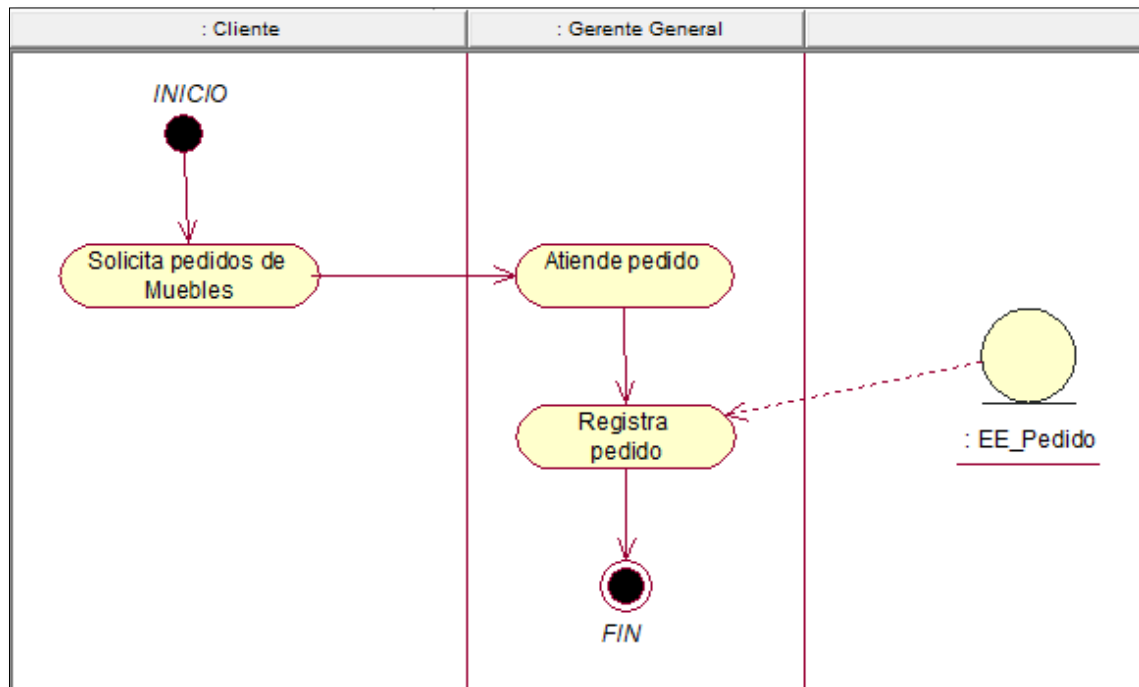 : Cliente
: Gerente General
INICIO
Solicita pedidos de
Muebles
Atiende pedido
Registra
pedido
: EE_Pedido
FIN